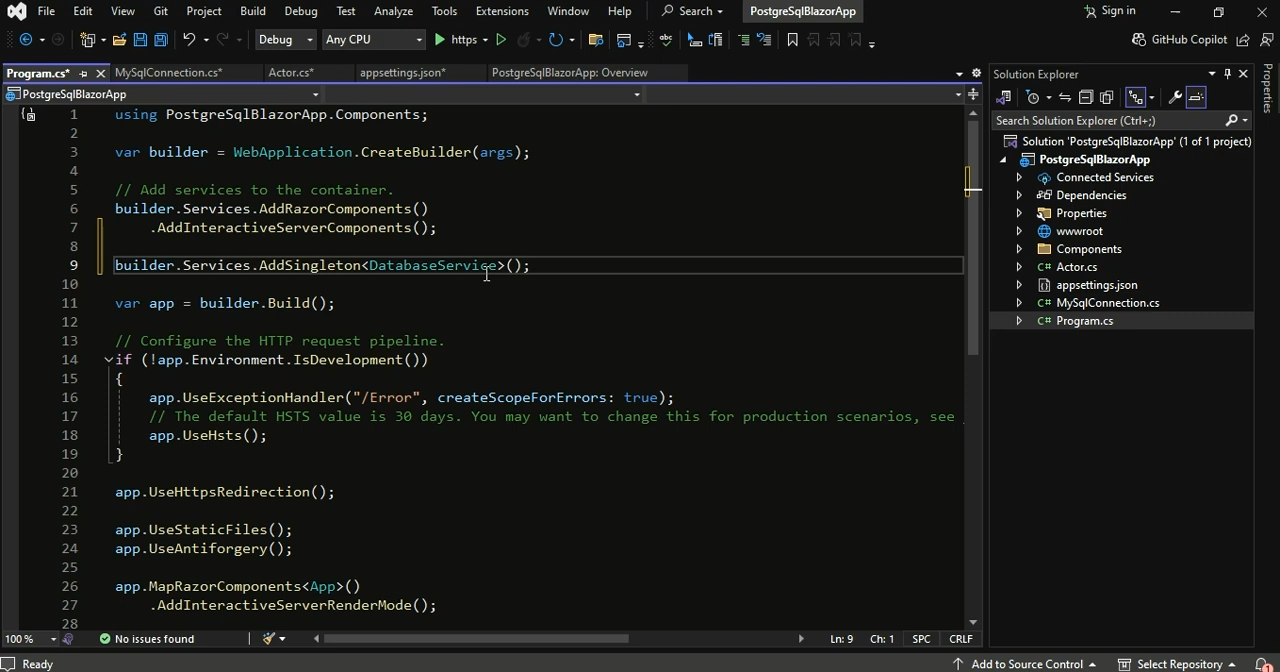 File Edit View Git Project Build Debug Test Analyze Tools Extensions Window Help Search PostgreSqlBlazorApp Sign in
Debug Any CPU https GitHub Copilot
Program.cs* MySqlConnection.cs* Actor.cs* appsettings.json* PostgreSqlBlazorApp: Overview
PostgreSqlBlazorApp
1 using PostgreSqlBlazorApp.Components;
2
3 var builder = WebApplication.CreateBuilder(args);
4
5 // Add services to the container.
6 builder.Services.AddRazorComponents()
7 .AddInteractiveServerComponents();
8
9 builder.Services.AddSingleton<DatabaseService>();
10
11 var app = builder.Build();
12
13 // Configure the HTTP request pipeline.
14 if (!app.Environment.IsDevelopment())
15 {
16 app.UseExceptionHandler("/Error", createScopeForErrors: true);
17 // The default HSTS value is 30 days. You may want to change this for production scenarios, see
18 app.UseHsts();
19 }
20
21 app.UseHttpsRedirection();
22
23 app.UseStaticFiles();
24 app.UseAntiforgery();
25
26 app.MapRazorComponents<App>()
27 .AddInteractiveServerRenderMode();
28
100 % No issues found Ln: 9 Ch: 1 SPC CRLF
Solution Explorer
Search Solution Explorer (Ctrl+;)
Solution 'PostgreSqlBlazorApp' (1 of 1 project)
PostgreSqlBlazorApp
Connected Services
Dependencies
Properties
wwwroot
Components
C# Actor.cs
appsettings.json
C# MySqlConnection.cs
C# Program.cs
Properties
Ready Add to Source Control Select Repository 1